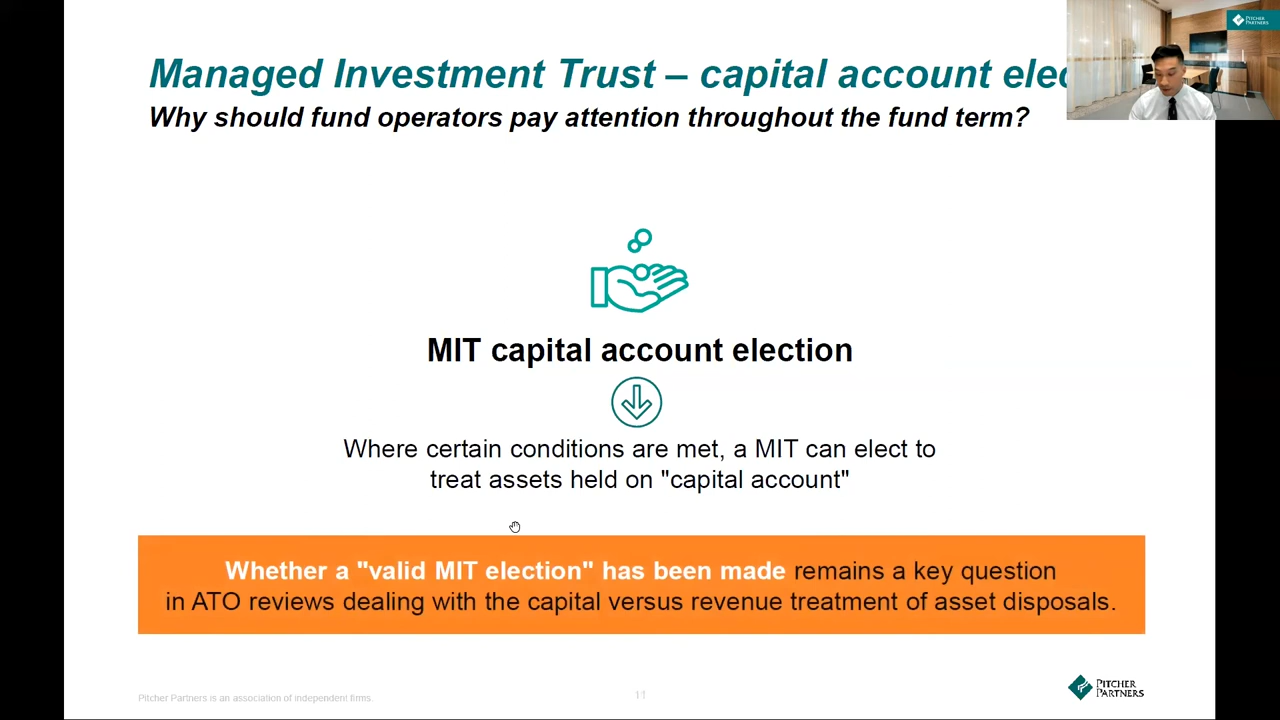 Managed Investment Trust – capital account elec
Why should fund operators pay attention throughout the fund term?
PITCHER
PARTNERS
MIT capital account election
Where certain conditions are met, a MIT can elect to
treat assets held on "capital account"
Whether a "valid MIT election" has been made remains a key question
in ATO reviews dealing with the capital versus revenue treatment of asset disposals.
Pitcher Partners is an association of independent firms.
11
PITCHER
PARTNERS